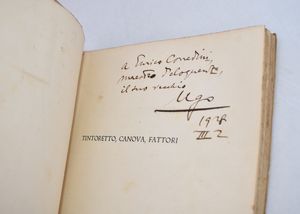 a Enrico Corradini,
maestro d'eloquenza,
il suo vecchio
Ugo
1928
III 2
TINTORETTO, CANOVA, FATTORI